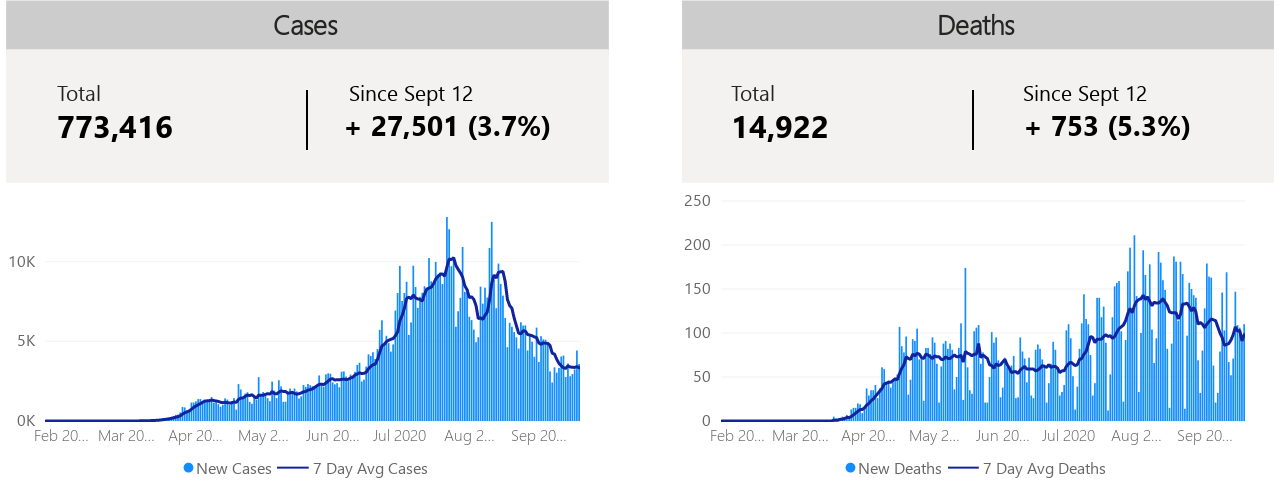 Cases
Total
773,416
Since Sept 12
+ 27,501 (3.7%)
10K
5K
0K
Feb 20... Mar 20... Apr 20... May 2... Jun 20... Jul 2020 Aug 2... Sep 20...
New Cases 7 Day Avg Cases
Deaths
Total
14,922
Since Sept 12
+ 753 (5.3%)
250
200
150
100
50
0
Feb 20... Mar 20... Apr 20... May 2... Jun 20... Jul 2020 Aug 2... Sep 20...
New Deaths 7 Day Avg Deaths